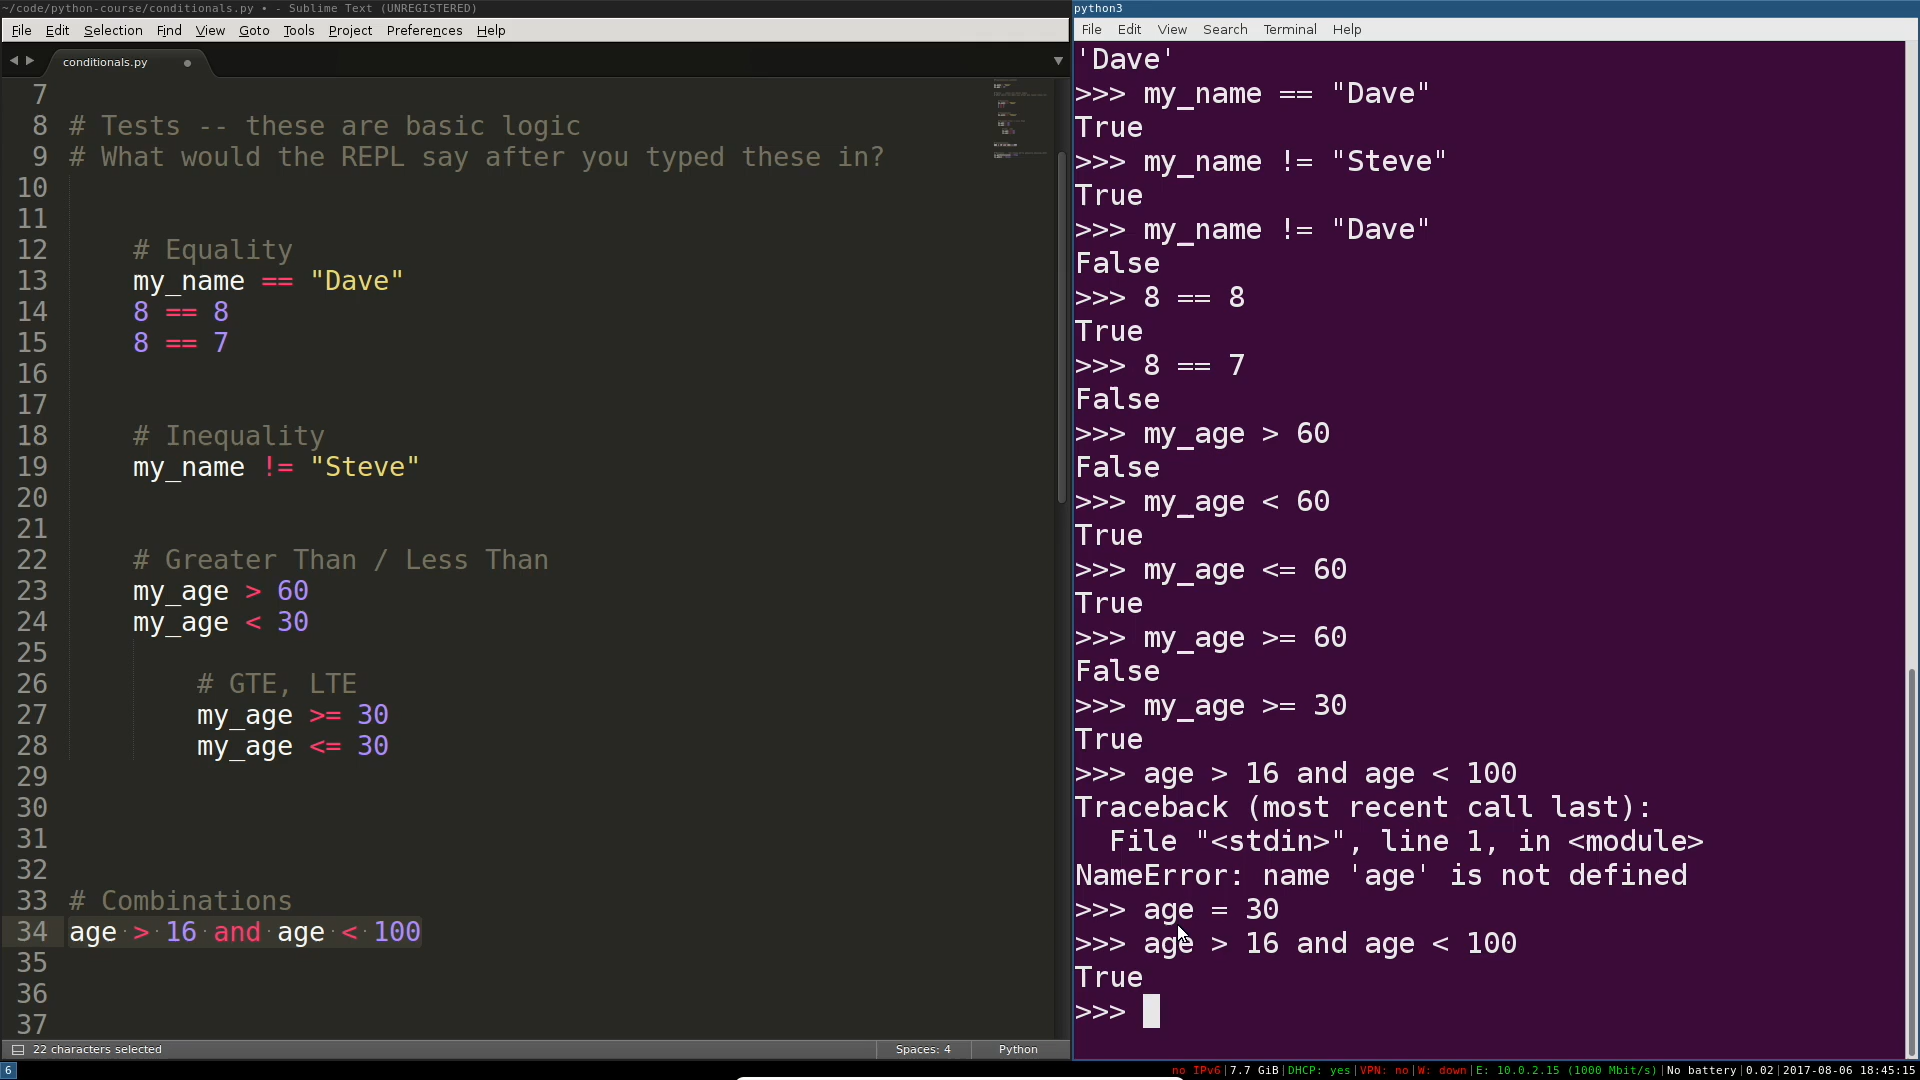 ~/code/python-course/conditionals.py • - Sublime Text (UNREGISTERED)
File Edit Selection Find View Goto Tools Project Preferences Help
conditionals.py
7
8 # Tests -- these are basic logic
9 # What would the REPL say after you typed these in?
10
11
12 # Equality
13 my_name == "Dave"
14 8 == 8
15 8 == 7
16
17
18 # Inequality
19 my_name != "Steve"
20
21
22 # Greater Than / Less Than
23 my_age > 60
24 my_age < 30
25
26 # GTE, LTE
27 my_age >= 30
28 my_age <= 30
29
30
31
32
33 # Combinations
34 age > 16 and age < 100
35
36
37
22 characters selected
Spaces: 4
Python
python3
File Edit View Search Terminal Help
'Dave'
>>> my_name == "Dave"
True
>>> my_name != "Steve"
True
>>> my_name != "Dave"
False
>>> 8 == 8
True
>>> 8 == 7
False
>>> my_age > 60
False
>>> my_age < 60
True
>>> my_age <= 60
True
>>> my_age >= 60
False
>>> my_age >= 30
True
>>> age > 16 and age < 100
Traceback (most recent call last):
  File "<stdin>", line 1, in <module>
NameError: name 'age' is not defined
>>> age = 30
>>> age > 16 and age < 100
True
>>>
6
no IPv6|7.7 GiB|DHCP: yes|VPN: no|W: down|E: 10.0.2.15 (1000 Mbit/s)|No battery|0.02|2017-08-06 18:45:15